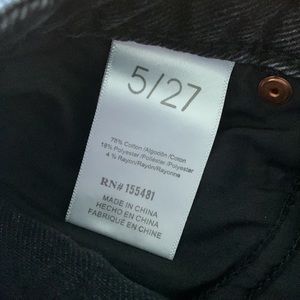 5/27
78% Cotton/Algodón/Coton
18% Polyester/Poliéster/Polyester
4% Rayon/Rayón/Rayonne
RN# 155481
MADE IN CHINA
HECHO EN CHINA
FABRIQUÉ EN CHINE